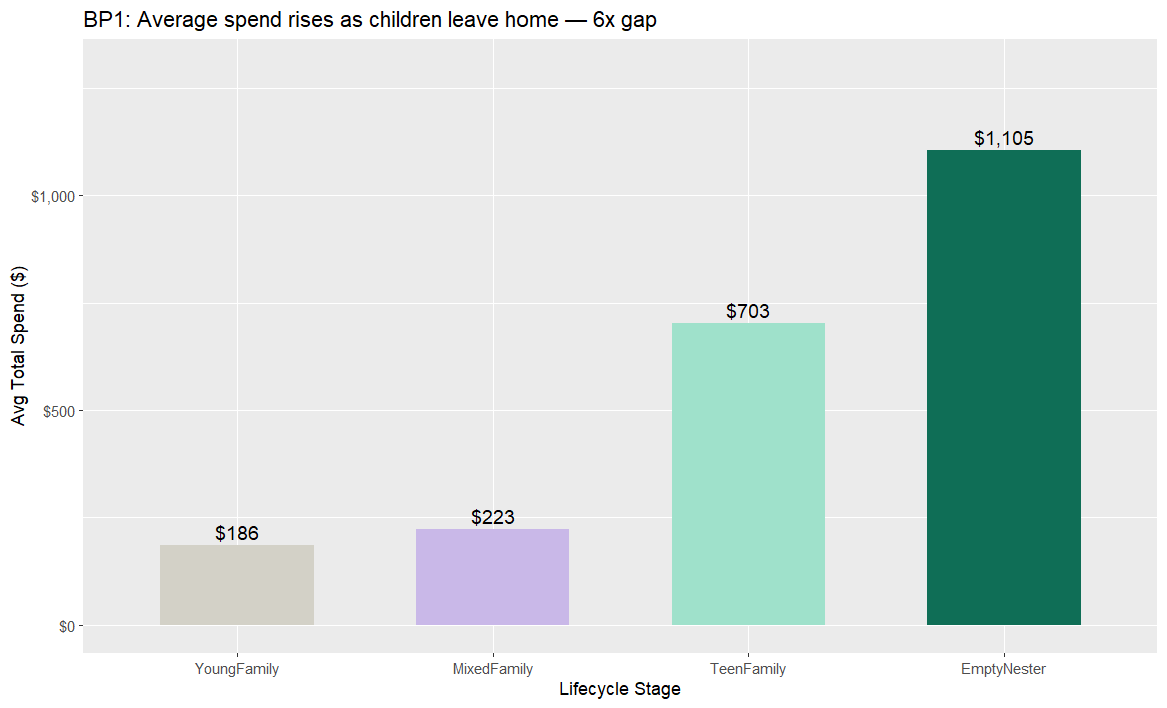 BP1: Average spend rises as children leave home — 6x gap
$1,105
$1,000
$703
$500
$223
$186
$0
Avg Total Spend ($)
YoungFamily MixedFamily TeenFamily EmptyNester
Lifecycle Stage